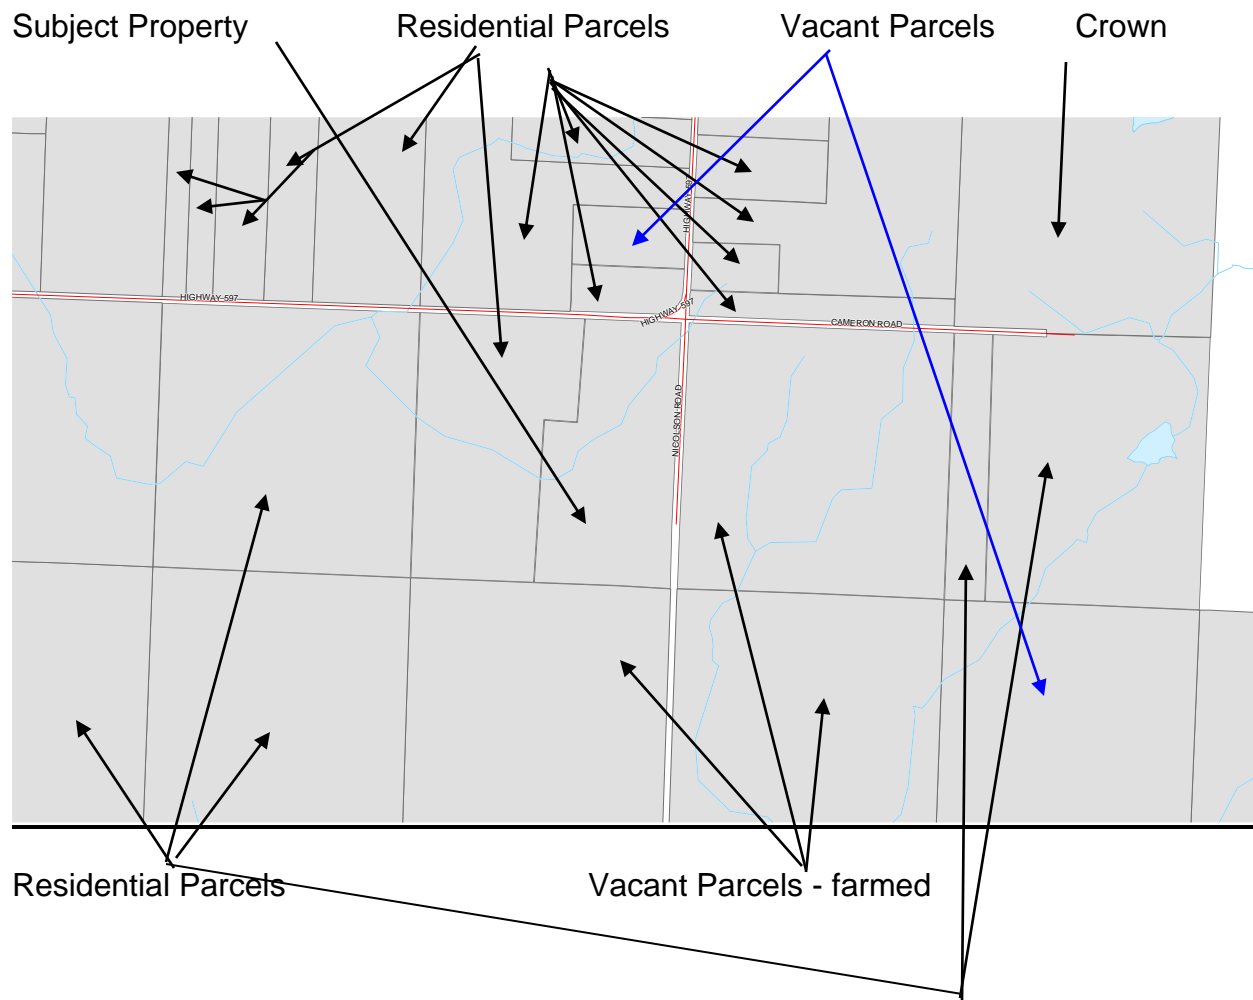 Subject Property
Residential Parcels
Vacant Parcels
Crown
HIGHWAY 597
HIGHWAY-597
HIGHWAY-597
CAMERON ROAD
NICOLSON ROAD
Residential Parcels
Vacant Parcels - farmed